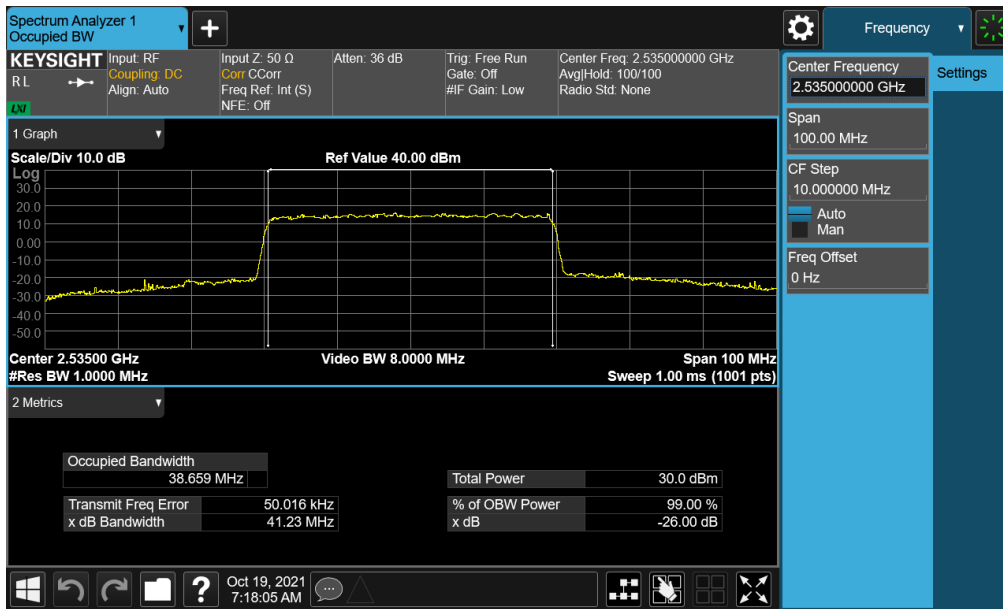 Spectrum Analyzer 1
Occupied BW
+
Frequency
KEYSIGHT
R L
LXI
Input: RF
Coupling: DC
Align: Auto
Input Z: 50 Ω
Corr CCorr
Freq Ref: Int (S)
NFE: Off
Atten: 36 dB
Trig: Free Run
Gate: Off
#IF Gain: Low
Center Freq: 2.535000000 GHz
Avg|Hold: 100/100
Radio Std: None
Center Frequency
2.535000000 GHz
Settings
Span
100.00 MHz
CF Step
10.000000 MHz
Auto
Man
Freq Offset
0 Hz
1 Graph
Scale/Div 10.0 dB
Ref Value 40.00 dBm
Log
30.0
20.0
10.0
0.00
-10.0
-20.0
-30.0
-40.0
-50.0
Center 2.53500 GHz
Video BW 8.0000 MHz
Span 100 MHz
#Res BW 1.0000 MHz
Sweep 1.00 ms (1001 pts)
2 Metrics
Occupied Bandwidth
38.659 MHz
Total Power 30.0 dBm
Transmit Freq Error 50.016 kHz
% of OBW Power 99.00 %
x dB Bandwidth 41.23 MHz
x dB -26.00 dB
?
Oct 19, 2021
7:18:05 AM